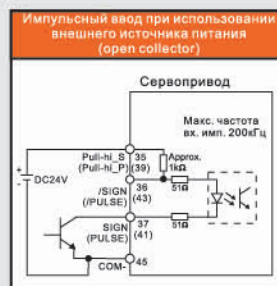 Импульсный ввод при использовании
внешнего источника питания
(open collector)
Сервопривод
Макс. частота
вх. имп. 200кГц
Pull-hi_S 35
(Pull-hi_P) (39)
Approx.
1kΩ
+
-
DC24V
/SIGN 36
(/PULSE) (43)
51Ω
SIGN 37
(PULSE) (41)
51Ω
COM- 45